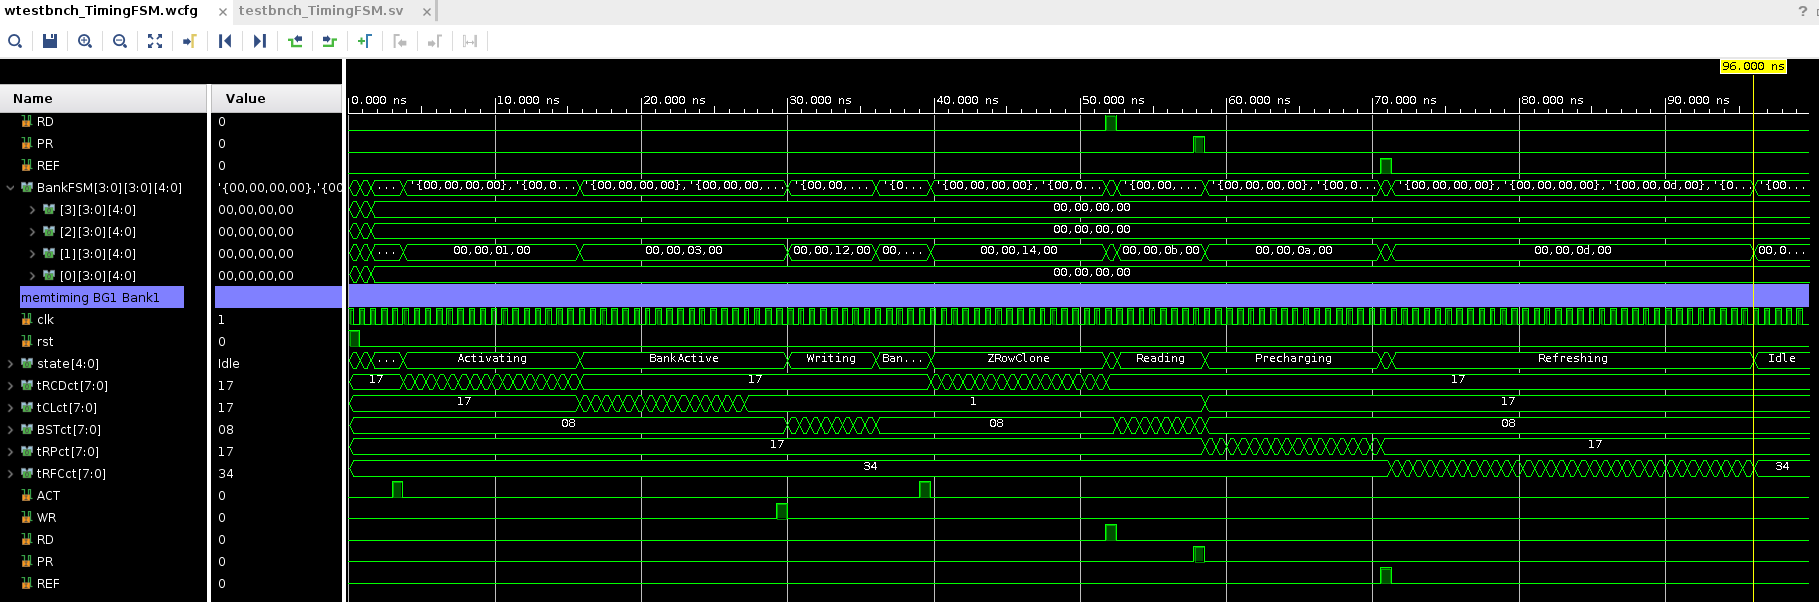 wtestbnch_TimingFSM.wcfg × testbnch_TimingFSM.sv × ?
96.000 ns
Name Value 0.000 ns 10.000 ns 20.000 ns 30.000 ns 40.000 ns 50.000 ns 60.000 ns 70.000 ns 80.000 ns 90.000 ns
RD 0
PR 0
REF 0
BankFSM[3:0][3:0][4:0] '{00,00,00,00},'{00 ... '{00,00,00,00}, '{00,0... '{00,00,00,00}, '{00,00,00,... '{00,00,... '{0... '{00,00,00,00}, '{00,0... '{00,00,... '{00,00,00,00}, '{00,0... '{00,00,00,00}, '{00,00,00,00}, '{00,00,0d,00}, '{0... '{00...
[3][3:0][4:0] 00,00,00,00 00,00,00,00
[2][3:0][4:0] 00,00,00,00 00,00,00,00
[1][3:0][4:0] 00,00,00,00 ... 00,00,01,00 00,00,03,00 00,00,12,00 00,... 00,00,14,00 00,00,0b,00 00,00,0a,00 00,00,0d,00 00,0...
[0][3:0][4:0] 00,00,00,00 00,00,00,00
memtiming BG1 Bank1
clk 1
rst 0
state[4:0] Idle ... Activating BankActive Writing Ban... ZRowClone Reading Precharging Refreshing Idle
tRCDct[7:0] 17 17 17 17
tCLct[7:0] 17 17 1 17
BSTct[7:0] 08 08 08 08
tRPct[7:0] 17 17 17
tRFCct[7:0] 34 34 34
ACT 0
WR 0
RD 0
PR 0
REF 0